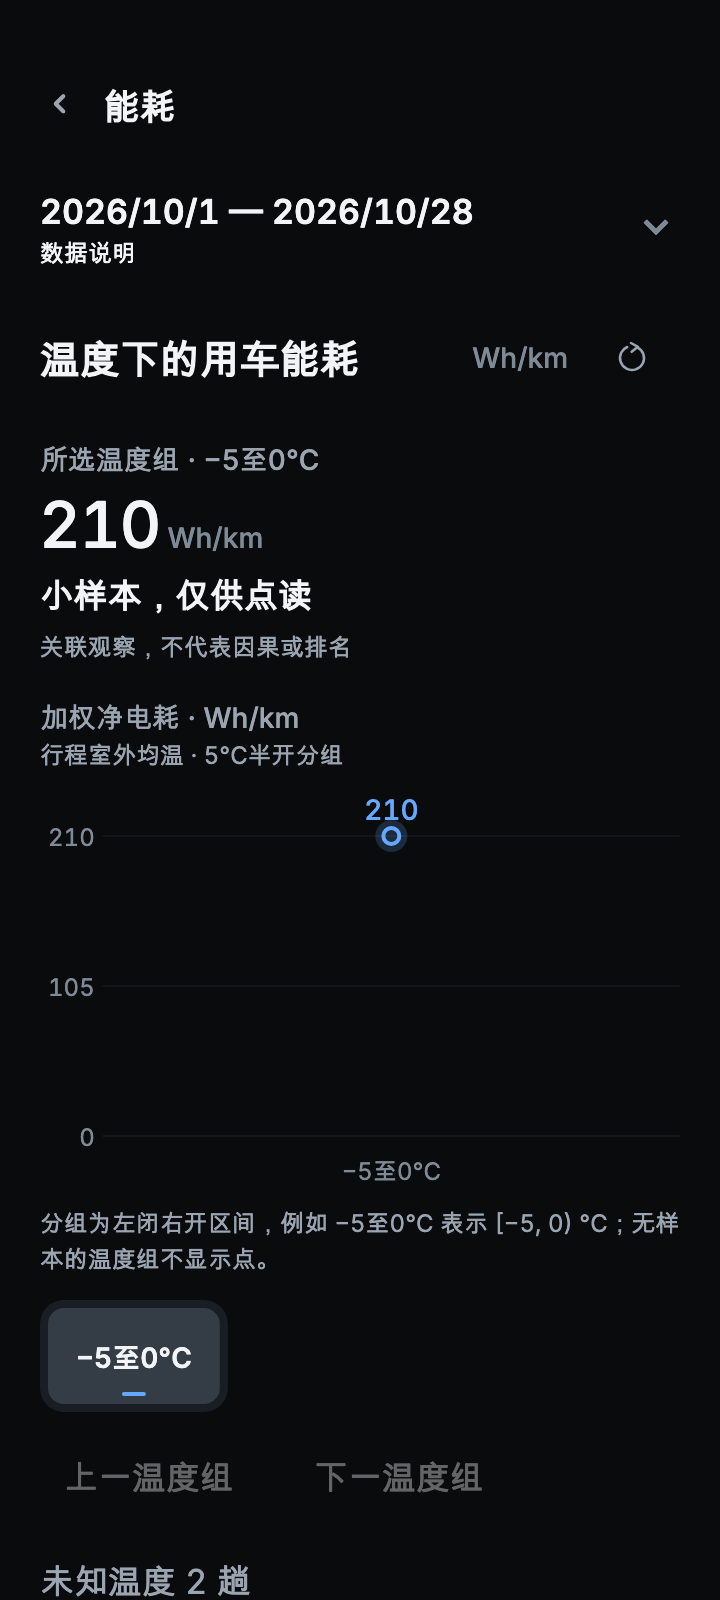 能耗
2026/10/1 — 2026/10/28
数据说明
温度下的用车能耗 Wh/km
所选温度组 · −5至0°C
210 Wh/km
小样本，仅供点读
关联观察，不代表因果或排名
加权净电耗 · Wh/km
行程室外均温 · 5°C半开分组
210
210
105
0
−5至0°C
分组为左闭右开区间，例如 −5至0°C 表示 [−5, 0) °C；无样
本的温度组不显示点。
−5至0°C
上一温度组 下一温度组
未知温度 2 趟